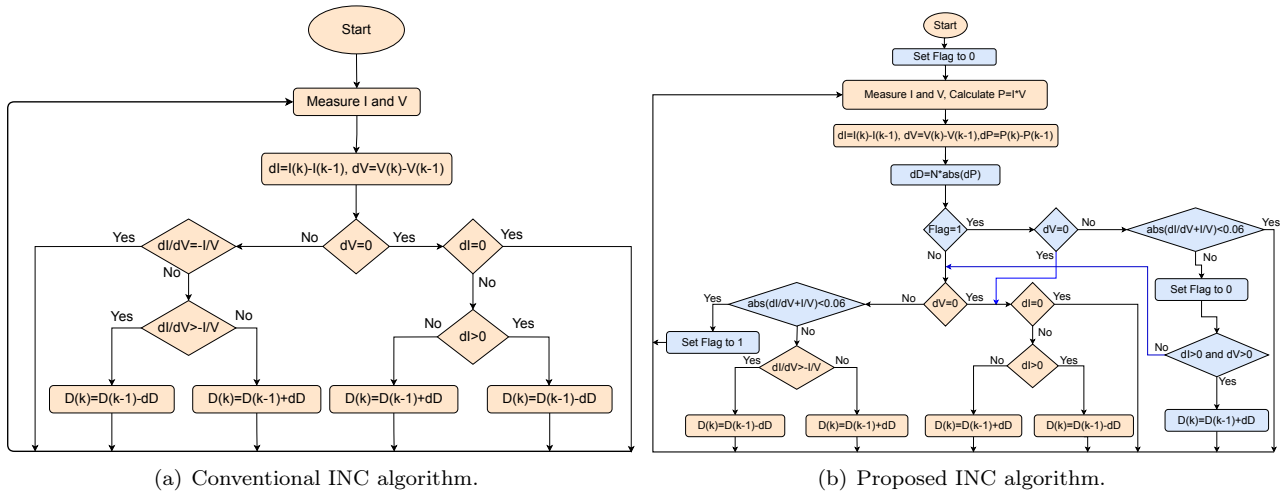 Start
Measure I and V
dI=I(k)-I(k-1), dV=V(k)-V(k-1)
Yes
dI/dV=-I/V
No
dV=0
Yes
dI=0
Yes
No
No
Yes
dI/dV>-I/V
No
No
dI>0
Yes
D(k)=D(k-1)-dD
D(k)=D(k-1)+dD
D(k)=D(k-1)+dD
D(k)=D(k-1)-dD
(a) Conventional INC algorithm.
Start
Set Flag to 0
Measure I and V, Calculate P=I*V
dI=I(k)-I(k-1), dV=V(k)-V(k-1),dP=P(k)-P(k-1)
dD=N*abs(dP)
Flag=1
Yes
dV=0
No
abs(dI/dV+I/V)<0.06
Yes
No
Yes
No
Set Flag to 0
Yes
abs(dI/dV+I/V)<0.06
No
dV=0
Yes
dI=0
Yes
Set Flag to 1
No
No
No
dI>0 and dV>0
Yes
dI/dV>-I/V
No
No
dI>0
Yes
Yes
D(k)=D(k-1)-dD
D(k)=D(k-1)+dD
D(k)=D(k-1)+dD
D(k)=D(k-1)-dD
D(k)=D(k-1)+dD
(b) Proposed INC algorithm.